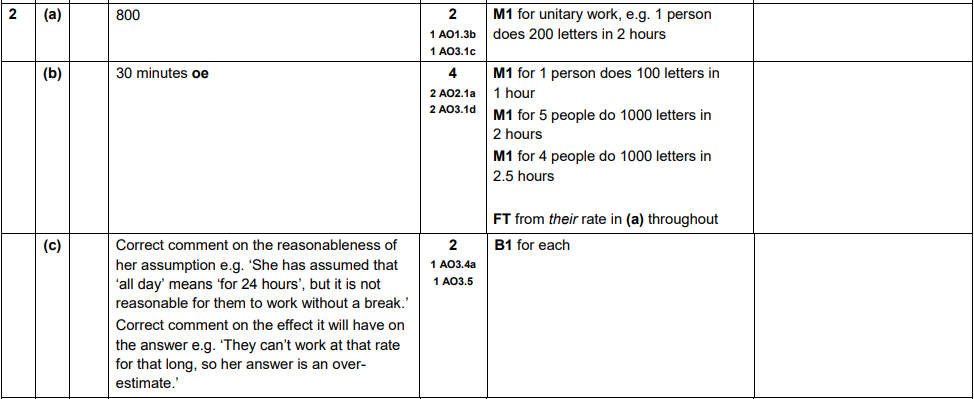 2 (a) 800 2 M1 for unitary work, e.g. 1 person
1 AO1.3b does 200 letters in 2 hours
1 AO3.1c
(b) 30 minutes oe 4 M1 for 1 person does 100 letters in
2 AO2.1a 1 hour
2 AO3.1d M1 for 5 people do 1000 letters in
2 hours
M1 for 4 people do 1000 letters in
2.5 hours
FT from their rate in (a) throughout
(c) Correct comment on the reasonableness of 2 B1 for each
her assumption e.g. ‘She has assumed that 1 AO3.4a
‘all day’ means ‘for 24 hours’, but it is not 1 AO3.5
reasonable for them to work without a break.’
Correct comment on the effect it will have on
the answer e.g. ‘They can’t work at that rate
for that long, so her answer is an over-
estimate.’